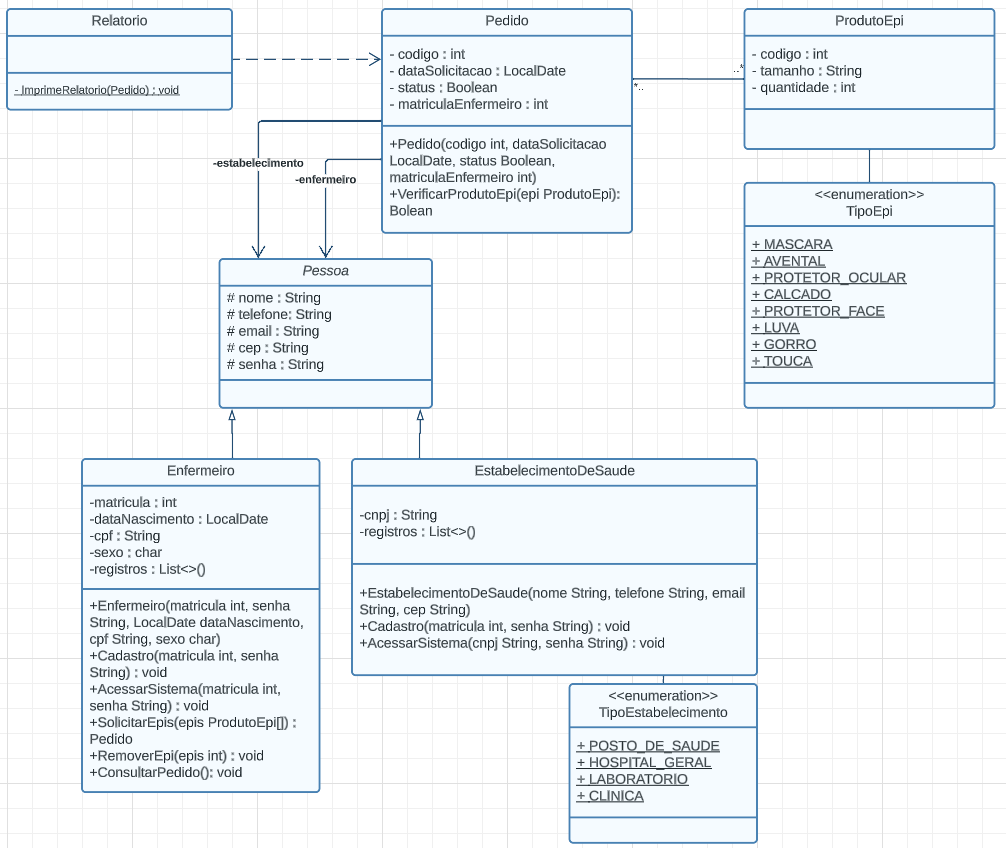 Relatorio
- ImprimeRelatorio(Pedido) : void
Pedido
- codigo : int
- dataSolicitacao : LocalDate
- status : Boolean
- matriculaEnfermeiro : int
+Pedido(codigo int, dataSolicitacao
LocalDate, status Boolean,
matriculaEnfermeiro int)
+VerificarProdutoEpi(epi ProdutoEpi):
Bolean
*..
..*
ProdutoEpi
- codigo : int
- tamanho : String
- quantidade : int
<<enumeration>>
TipoEpi
+ MASCARA
+ AVENTAL
+ PROTETOR_OCULAR
+ CALCADO
+ PROTETOR_FACE
+ LUVA
+ GORRO
+ TOUCA
-estabelecimento
-enfermeiro
Pessoa
# nome : String
# telefone: String
# email : String
# cep : String
# senha : String
Enfermeiro
-matricula : int
-dataNascimento : LocalDate
-cpf : String
-sexo : char
-registros : List<>()
+Enfermeiro(matricula int, senha
String, LocalDate dataNascimento,
cpf String, sexo char)
+Cadastro(matricula int, senha
String) : void
+AcessarSistema(matricula int,
senha String) : void
+SolicitarEpis(epis ProdutoEpi[]) :
Pedido
+RemoverEpi(epis int) : void
+ConsultarPedido(): void
EstabelecimentoDeSaude
-cnpj : String
-registros : List<>()
+EstabelecimentoDeSaude(nome String, telefone String, email
String, cep String)
+Cadastro(matricula int, senha String) : void
+AcessarSistema(cnpj String, senha String) : void
<<enumeration>>
TipoEstabelecimento
+ POSTO_DE_SAUDE
+ HOSPITAL_GERAL
+ LABORATORIO
+ CLINICA